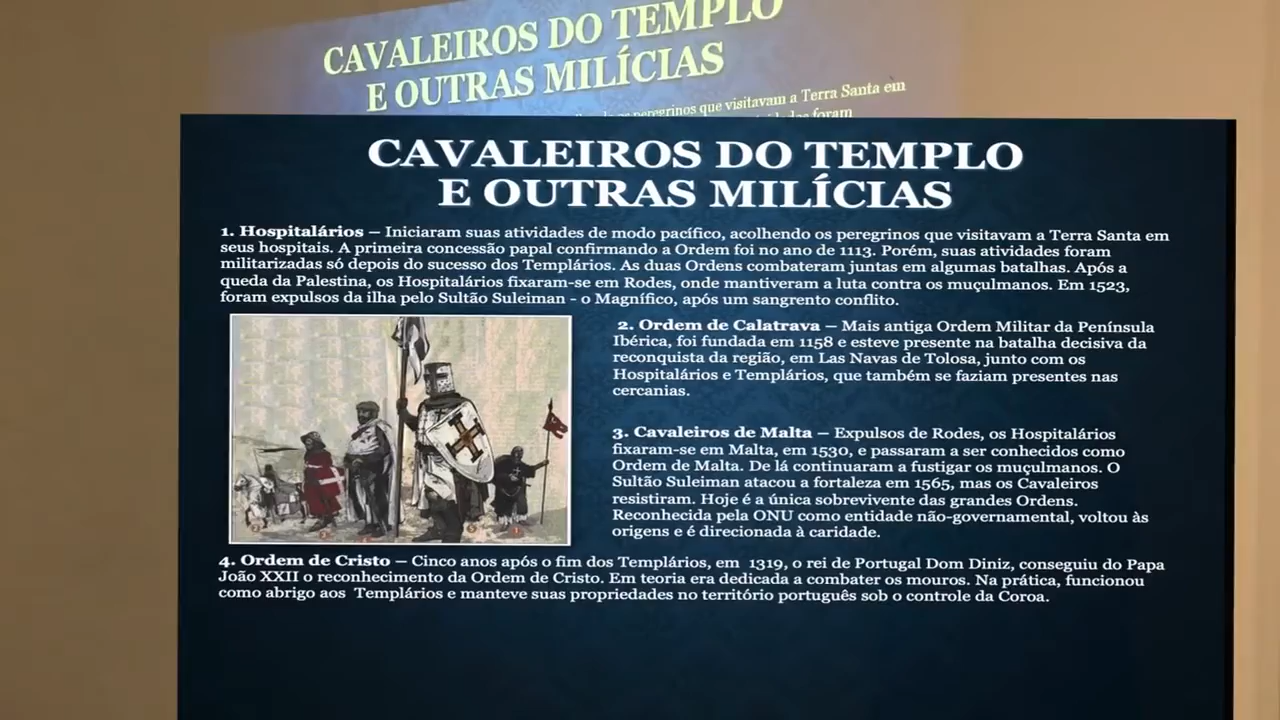 CAVALEIROS DO TEMPLO
E OUTRAS MILÍCIAS
peregrinos que visitavam a Terra Santa em
foram
CAVALEIROS DO TEMPLO
E OUTRAS MILÍCIAS
1. Hospitalários – Iniciaram suas atividades de modo pacífico, acolhendo os peregrinos que visitavam a Terra Santa em
seus hospitais. A primeira concessão papal confirmando a Ordem foi no ano de 1113. Porém, suas atividades foram
militarizadas só depois do sucesso dos Templários. As duas Ordens combateram juntas em algumas batalhas. Após a
queda da Palestina, os Hospitalários fixaram-se em Rodes, onde mantiveram a luta contra os muçulmanos. Em 1523,
foram expulsos da ilha pelo Sultão Suleiman - o Magnífico, após um sangrento conflito.
2. Ordem de Calatrava – Mais antiga Ordem Militar da Península
Ibérica, foi fundada em 1158 e esteve presente na batalha decisiva da
reconquista da região, em Las Navas de Tolosa, junto com os
Hospitalários e Templários, que também se faziam presentes nas
cercanias.
3. Cavaleiros de Malta – Expulsos de Rodes, os Hospitalários
fixaram-se em Malta, em 1530, e passaram a ser conhecidos como
Ordem de Malta. De lá continuaram a fustigar os muçulmanos. O
Sultão Suleiman atacou a fortaleza em 1565, mas os Cavaleiros
resistiram. Hoje é a única sobrevivente das grandes Ordens.
Reconhecida pela ONU como entidade não-governamental, voltou às
origens e é direcionada à caridade.
4. Ordem de Cristo – Cinco anos após o fim dos Templários, em 1319, o rei de Portugal Dom Diniz, conseguiu do Papa
João XXII o reconhecimento da Ordem de Cristo. Em teoria era dedicada a combater os mouros. Na prática, funcionou
como abrigo aos Templários e manteve suas propriedades no território português sob o controle da Coroa.